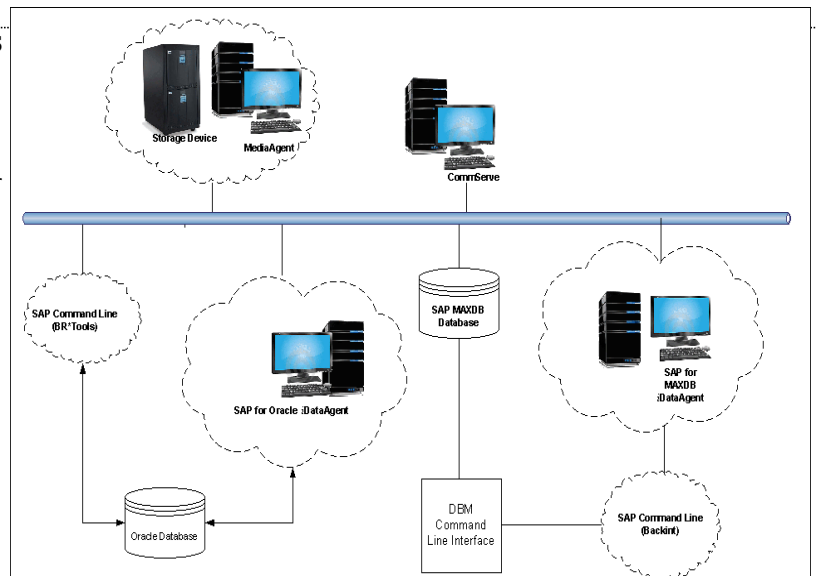 Storage Device
MediaAgent
CommServe
SAP Command Line
(BR*Tools)
SAP for Oracle iDataAgent
SAP MAXDB
Database
SAP for
MAXDB
iDataAgent
Oracle Database
DBM
Command
Line Interface
SAP Command Line
(Backint)